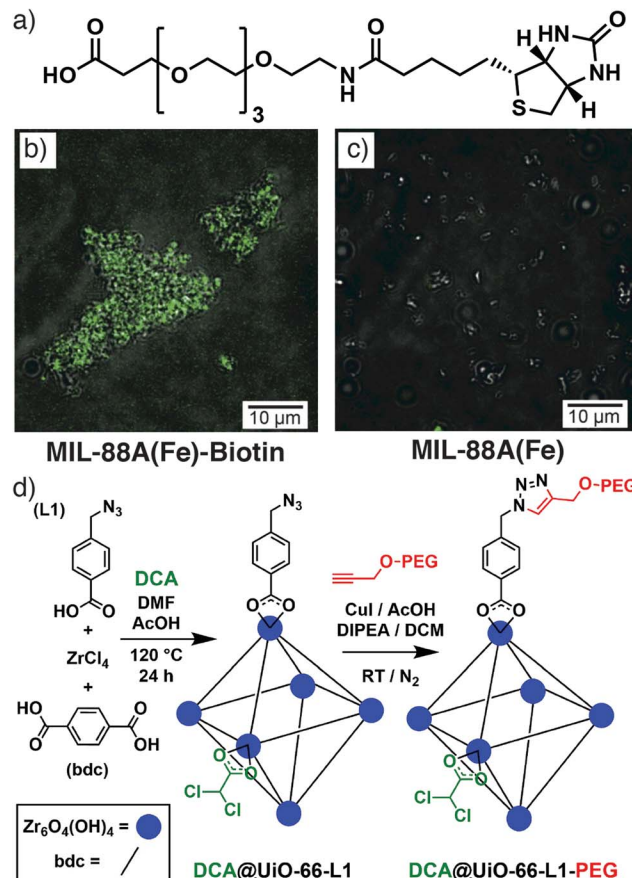 a)
O
HO
O
3
O
N
H
O
HN
O
NH
S
H
H
b)
10 µm
c)
10 µm
MIL-88A(Fe)-Biotin
MIL-88A(Fe)
d)
(L1)
N3
HO
O
+
ZrCl4
+
O
HO
O
OH
(bdc)
DCA
DMF
AcOH
120 °C
24 h
N3
O
O
O
O
Cl
Cl
O-PEG
CuI / AcOH
DIPEA / DCM
RT / N2
N=N
N
O-PEG
O
O
O
O
Cl
Cl
Zr6O4(OH)4 =
bdc =
DCA@UiO-66-L1
DCA@UiO-66-L1-PEG